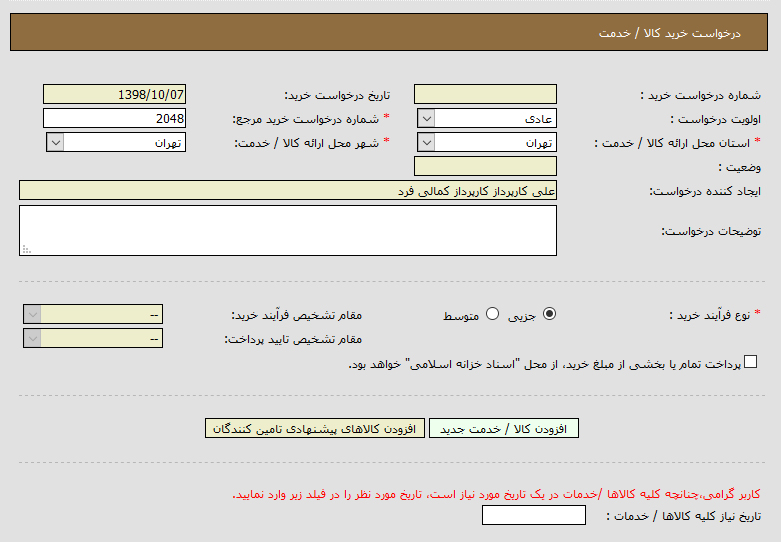 درخواست خرید کالا / خدمت
شماره درخواست خرید : تاریخ درخواست خرید: 1398/10/07
اولویت درخواست : عادی * شماره درخواست خرید مرجع: 2048
* استان محل ارائه کالا / خدمت : تهران * شهر محل ارائه کالا / خدمت: تهران
وضعیت :
ایجاد کننده درخواست: علی کارپرداز کارپرداز کمالی فرد
توضیحات درخواست:
* نوع فرآیند خرید : جزیی متوسط مقام تشخیص فرآیند خرید: --
مقام تشخیص تایید پرداخت: --
پرداخت تمام یا بخشی از مبلغ خرید، از محل "اسناد خزانه اسلامی" خواهد بود.
افزودن کالا / خدمت جدید افزودن کالاهای پیشنهادی تامین کنندگان
کاربر گرامی،چنانچه کلیه کالاها /خدمات در یک تاریخ مورد نیاز است، تاریخ مورد نظر را در فیلد زیر وارد نمایید.
تاریخ نیاز کلیه کالاها / خدمات :